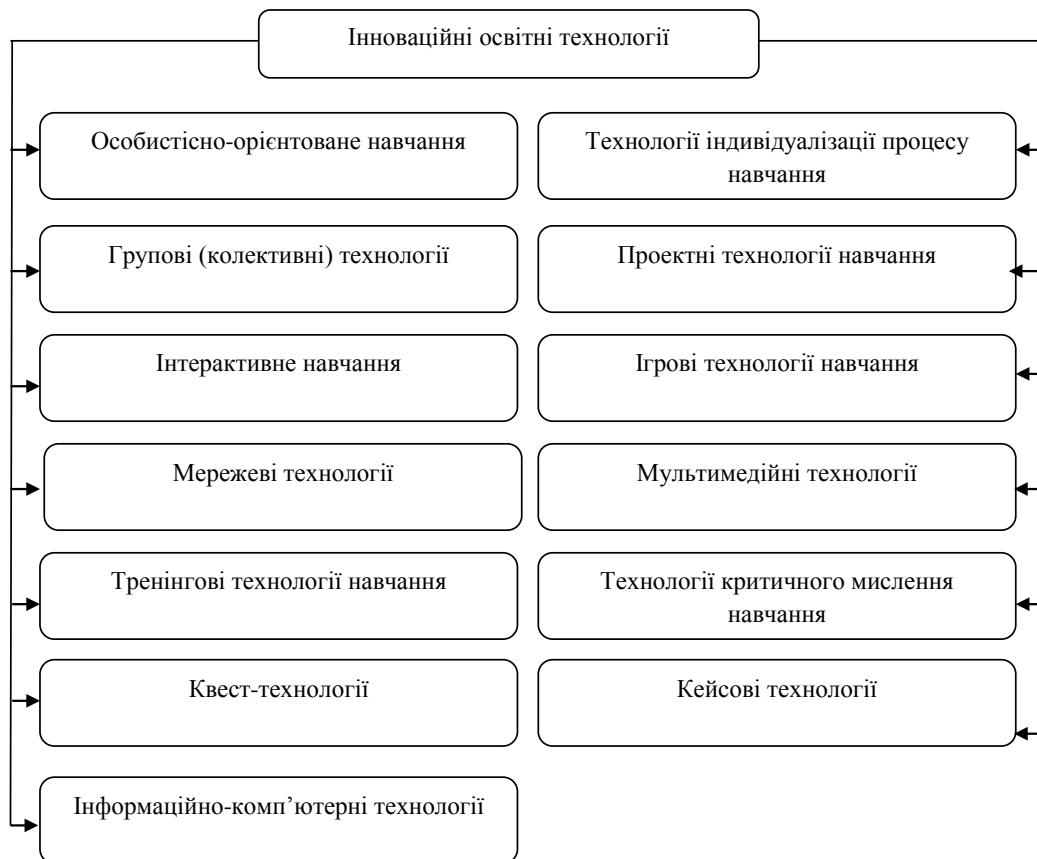 Інноваційні освітні технології
Особистісно-орієнтоване навчання
Технології індивідуалізації процесу
навчання
Групові (колективні) технології
Проектні технології навчання
Інтерактивне навчання
Ігрові технології навчання
Мережеві технології
Мультимедійні технології
Тренінгові технології навчання
Технології критичного мислення
навчання
Квест-технології
Кейсові технології
Інформаційно-комп’ютерні технології